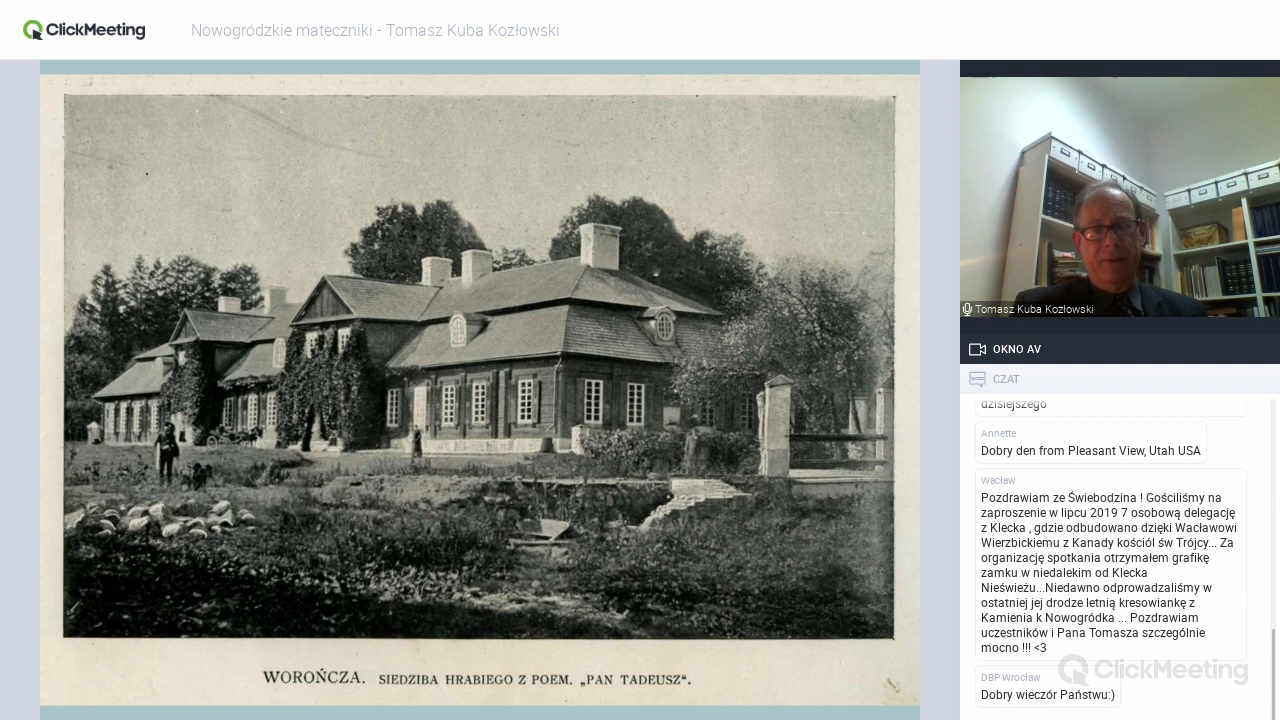 ClickMeeting
Nowogródzkie mateczniki - Tomasz Kuba Kozłowski
WOROŃCZA. SIEDZIBA HRABIEGO Z POEM. „PAN TADEUSZ“.
Tomasz Kuba Kozłowski
OKNO AV
CZAT
dzisiejszego
Annette
Dobry den from Pleasant View, Utah USA
Wacław
Pozdrawiam ze Świebodzina ! Gościliśmy na
zaproszenie w lipcu 2019 7 osobową delegację
z Klecka , gdzie odbudowano dzięki Wacławowi
Wierzbickiemu z Kanady kościól św Trójcy... Za
organizację spotkania otrzymałem grafikę
zamku w niedalekim od Klecka
Nieświeżu...Niedawno odprowadzaliśmy w
ostatniej jej drodze letnią kresowiankę z
Kamienia k Nowogródka ... Pozdrawiam
uczestników i Pana Tomasza szczególnie
mocno !!! <3
ClickMeeting
DBP Wrocław
Dobry wieczór Państwu:)